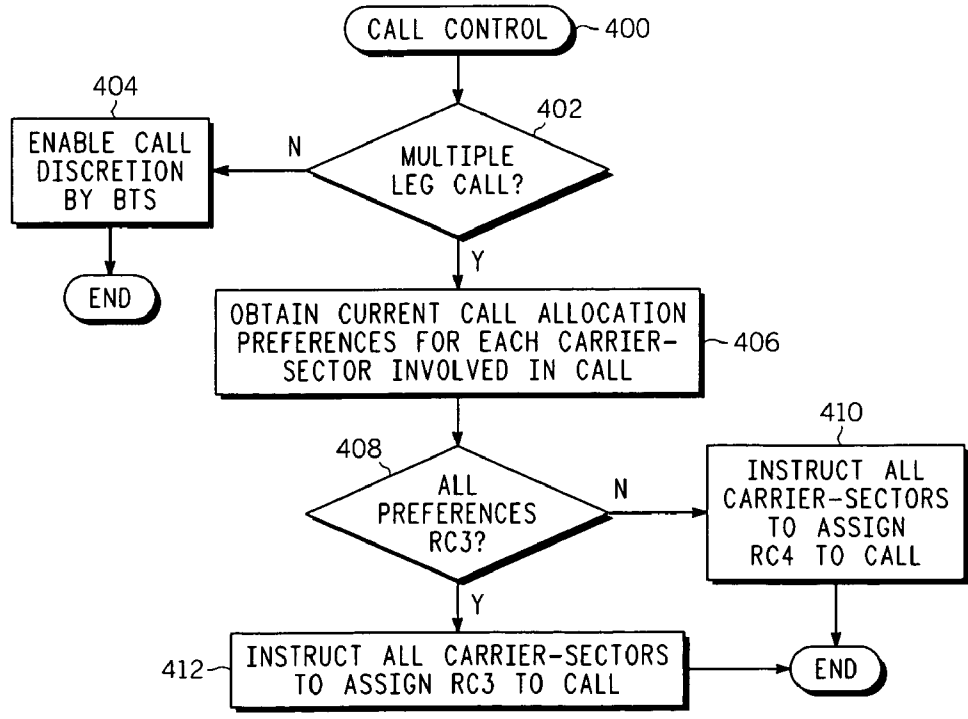 CALL CONTROL
400
404
402
ENABLE CALL
DISCRETION
BY BTS
N
MULTIPLE
LEG CALL?
Y
END
OBTAIN CURRENT CALL ALLOCATION
PREFERENCES FOR EACH CARRIER-
SECTOR INVOLVED IN CALL
406
408
ALL
PREFERENCES
RC3?
N
410
INSTRUCT ALL
CARRIER-SECTORS
TO ASSIGN
RC4 TO CALL
Y
412
INSTRUCT ALL CARRIER-SECTORS
TO ASSIGN RC3 TO CALL
END